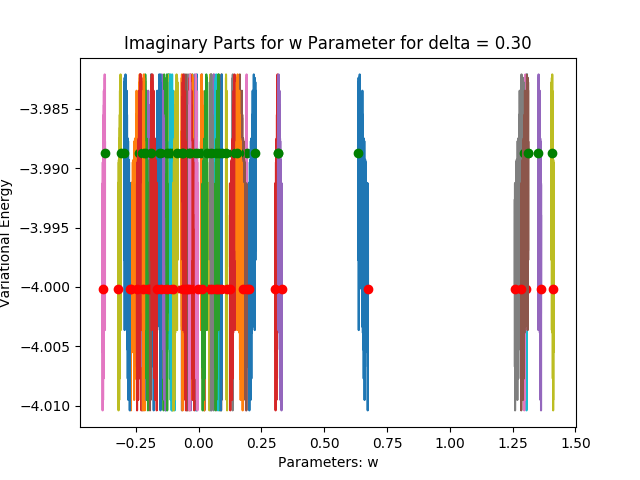 Imaginary Parts for w Parameter for delta = 0.30
Variational Energy
−3.985
−3.990
−3.995
−4.000
−4.005
−4.010
−0.25 0.00 0.25 0.50 0.75 1.00 1.25 1.50
Parameters: w